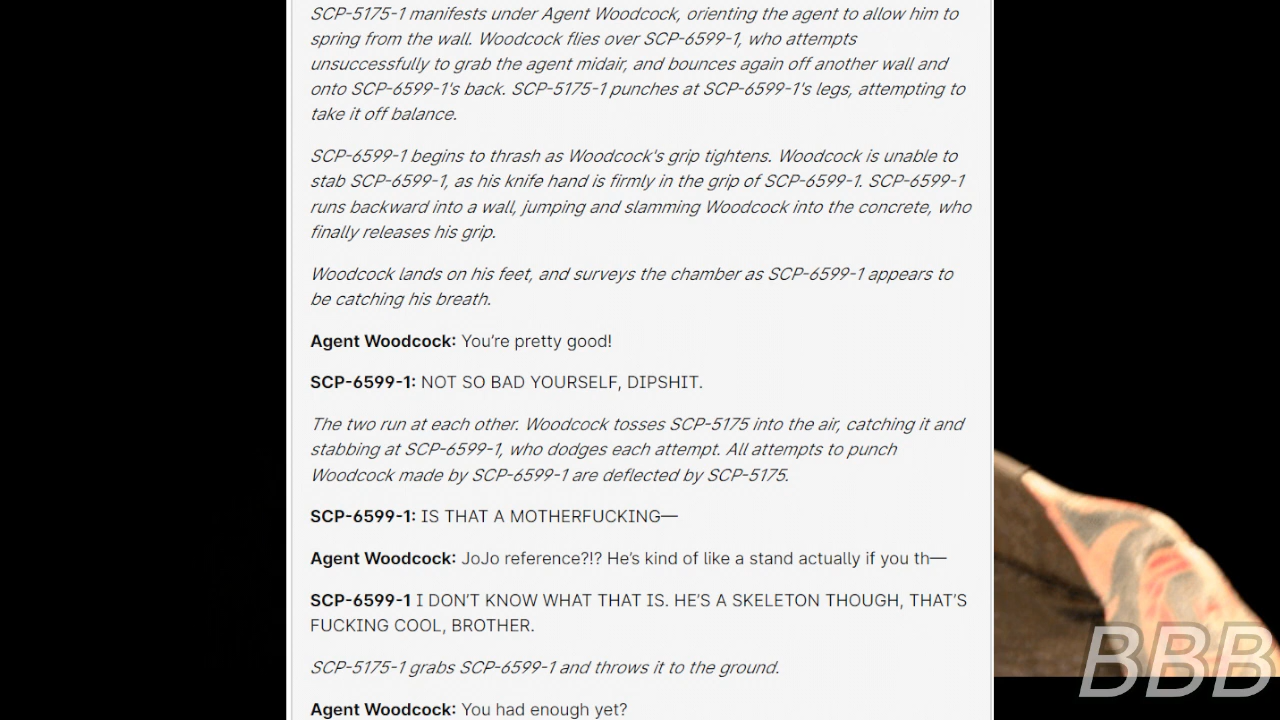 SCP-5175-1 manifests under Agent Woodcock, orienting the agent to allow him to
spring from the wall. Woodcock flies over SCP-6599-1, who attempts
unsuccessfully to grab the agent midair, and bounces again off another wall and
onto SCP-6599-1's back. SCP-5175-1 punches at SCP-6599-1's legs, attempting to
take it off balance.
SCP-6599-1 begins to thrash as Woodcock's grip tightens. Woodcock is unable to
stab SCP-6599-1, as his knife hand is firmly in the grip of SCP-6599-1. SCP-6599-1
runs backward into a wall, jumping and slamming Woodcock into the concrete, who
finally releases his grip.
Woodcock lands on his feet, and surveys the chamber as SCP-6599-1 appears to
be catching his breath.
Agent Woodcock: You’re pretty good!
SCP-6599-1: NOT SO BAD YOURSELF, DIPSHIT.
The two run at each other. Woodcock tosses SCP-5175 into the air, catching it and
stabbing at SCP-6599-1, who dodges each attempt. All attempts to punch
Woodcock made by SCP-6599-1 are deflected by SCP-5175.
SCP-6599-1: IS THAT A MOTHERFUCKING—
Agent Woodcock: JoJo reference?!? He’s kind of like a stand actually if you th—
SCP-6599-1 I DON’T KNOW WHAT THAT IS. HE’S A SKELETON THOUGH, THAT’S
FUCKING COOL, BROTHER.
SCP-5175-1 grabs SCP-6599-1 and throws it to the ground.
Agent Woodcock: You had enough yet?
BBB